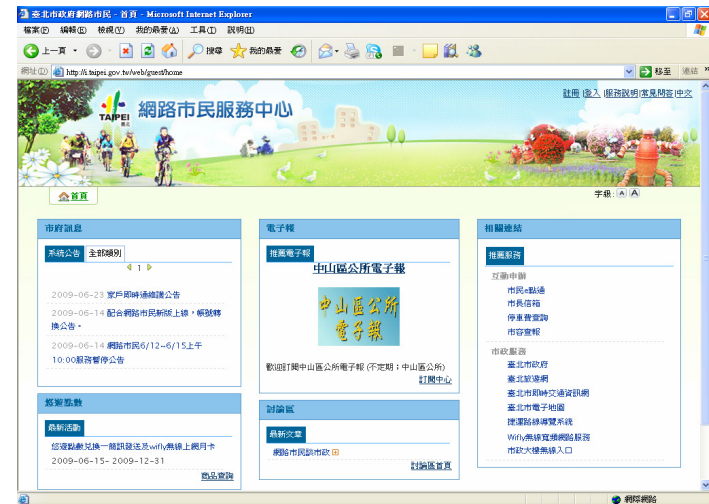 臺北市政府網路市民 - 首頁 - Microsoft Internet Explorer
檔案(F) 編輯(E) 檢視(V) 我的最愛(A) 工具(T) 說明(H)
上一頁 搜尋 我的最愛
網址(D) http://i.taipei.gov.tw/web/guest/home 移至 連結 »
註冊 |登入 |服務說明|常見問答|中文
TAIPEI
臺北
網路市民服務中心
首頁
字級: A A
市府訊息
系統公告 全部類別
1
2009-06-23 家戶即時通維護公告
2009-06-14 配合網路市民新版上線，帳號轉
換公告。
2009-06-14 網路市民6/12~6/15上午
10:00服務暫停公告
悠遊點數
最新活動
悠遊點數兌換一簡訊發送及wifly無線上網月卡
2009-06-15- 2009-12-31
商品查詢
電子報
推薦電子報
中山區公所電子報
中山區公所
電子報
歡迎訂閱中山區公所電子報 (不定期；中山區公所)
訂閱中心
討論區
最新文章
網路市民談市政
討論區首頁
相關連結
推薦服務
互動申辦
市民e點通
市長信箱
停車費查詢
市容查報
市政服務
臺北市政府
臺北旅遊網
臺北市即時交通資訊網
臺北市電子地圖
捷運路線導覽系統
Wifly無線寬頻網路服務
市政大樓無線入口
網際網路